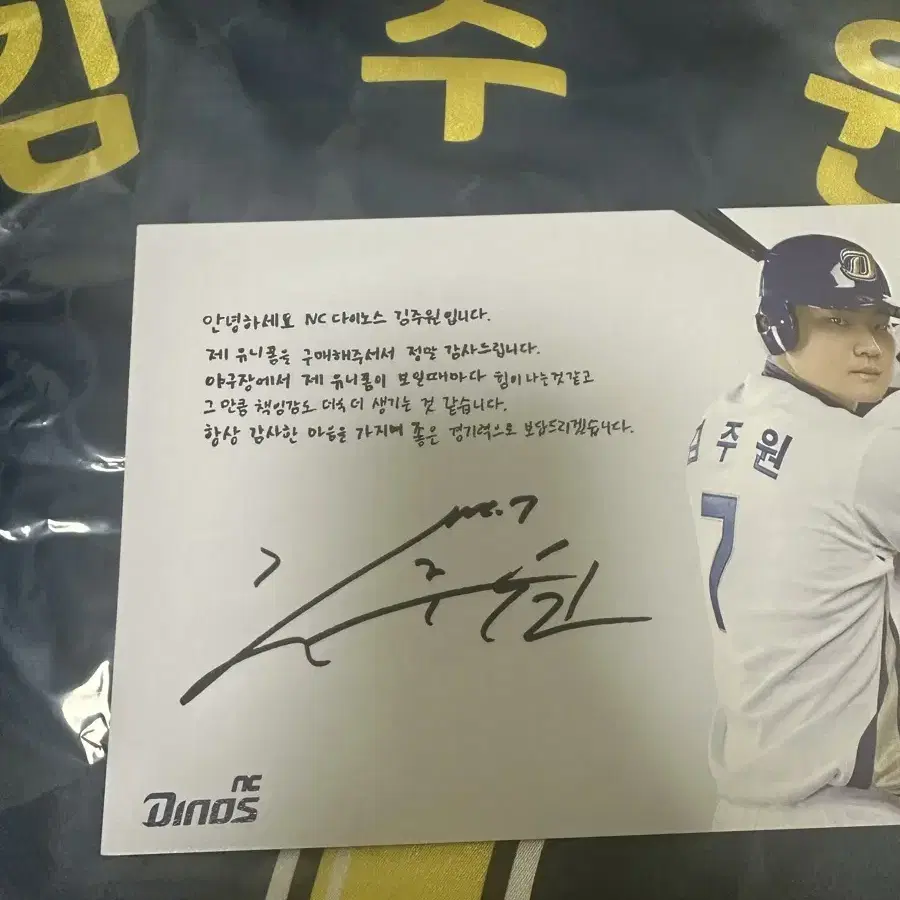 김 주 원
안녕하세요 NC 다이노스 김주원입니다.
제 유니폼을 구매해주셔서 정말 감사드립니다.
야구장에서 제 유니폼이 보일때마다 힘이 나는것 같고
그 만큼 책임감도 더욱 더 생기는 것 같습니다.
항상 감사한 마음을 가지며 좋은 경기력으로 보답드리겠습니다.
주원
7
no.7
김주원
NC
DINOS